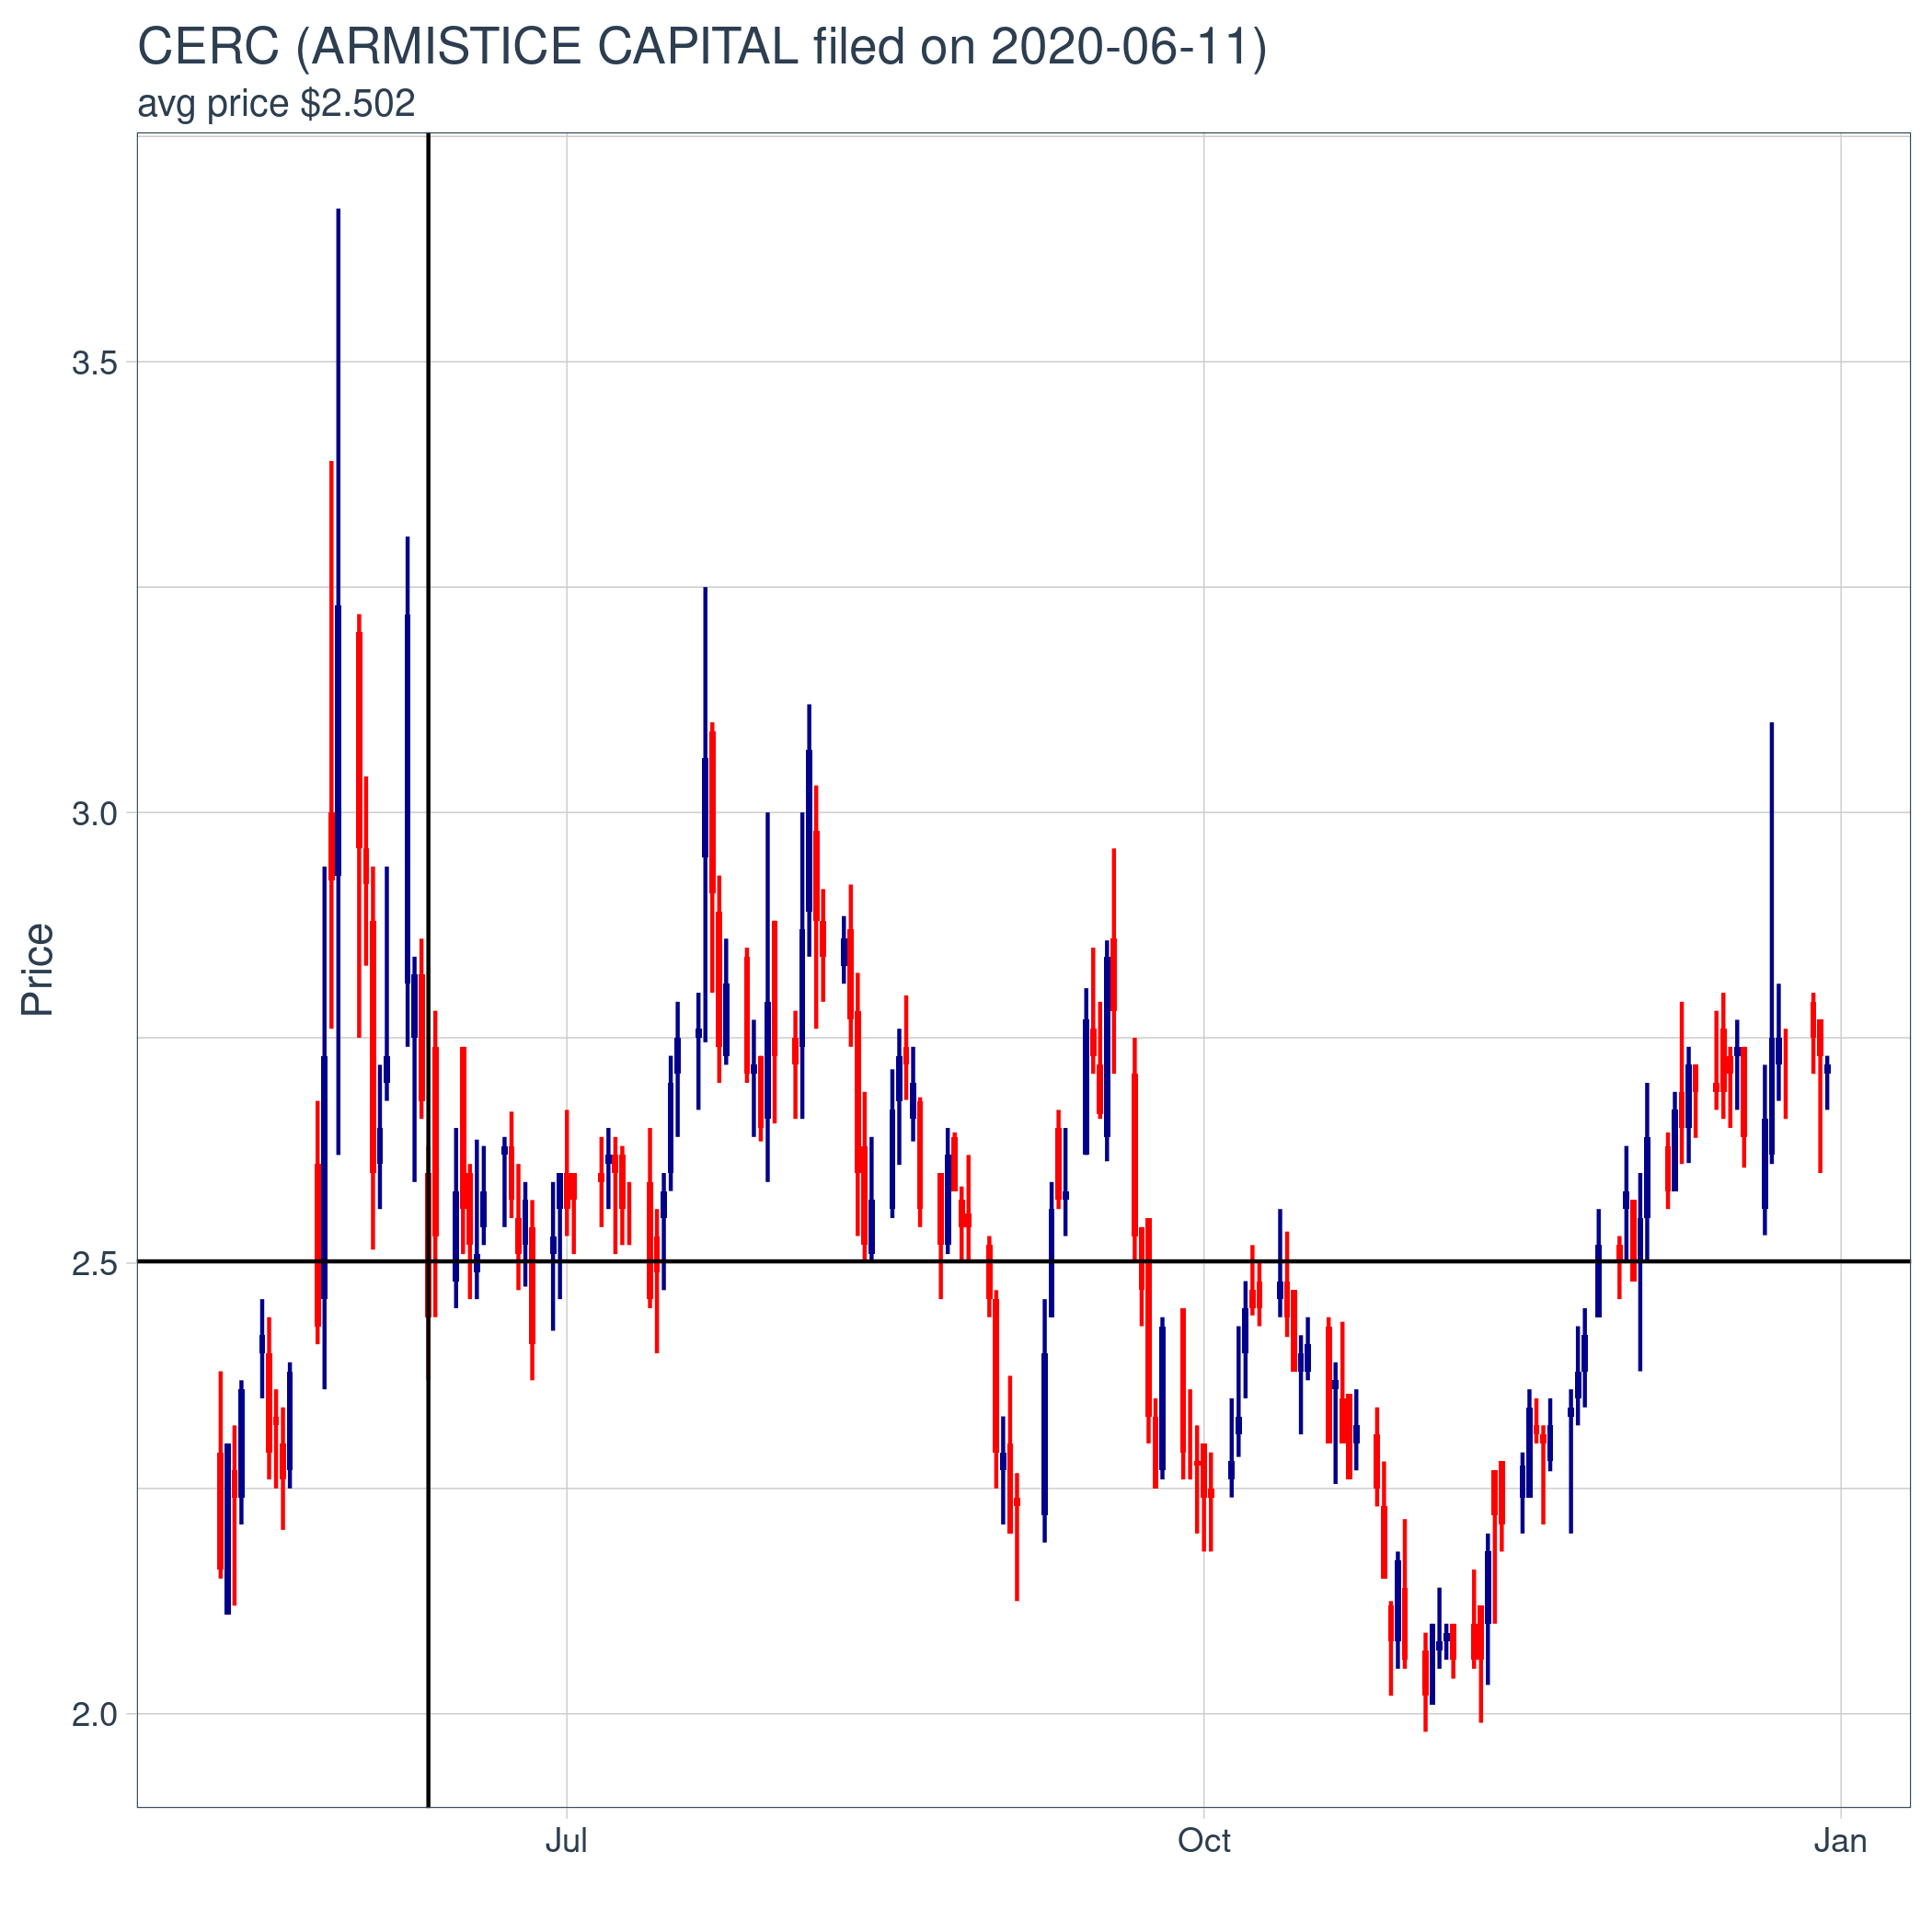 CERC (ARMISTICE CAPITAL filed on 2020-06-11)
avg price $2.502
3.5
3.0
Price
2.5
2.0
Jul
Oct
Jan